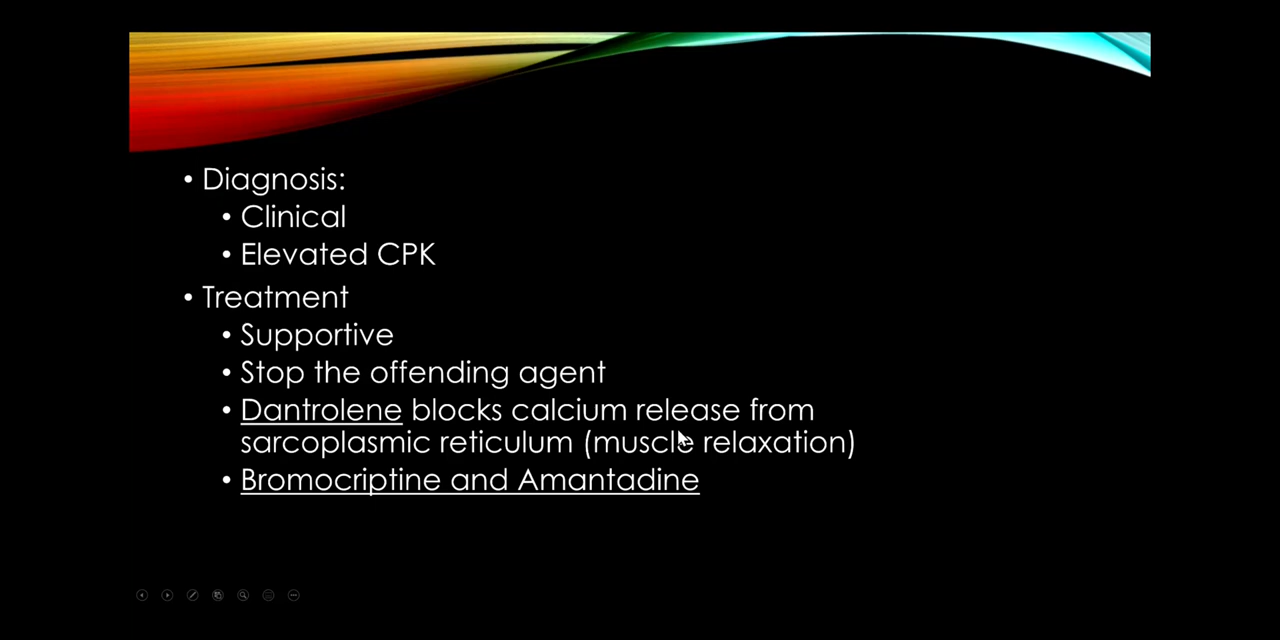 • Diagnosis:
• Clinical
• Elevated CPK
• Treatment
• Supportive
• Stop the offending agent
• Dantrolene blocks calcium release from
sarcoplasmic reticulum (muscle relaxation)
• Bromocriptine and Amantadine